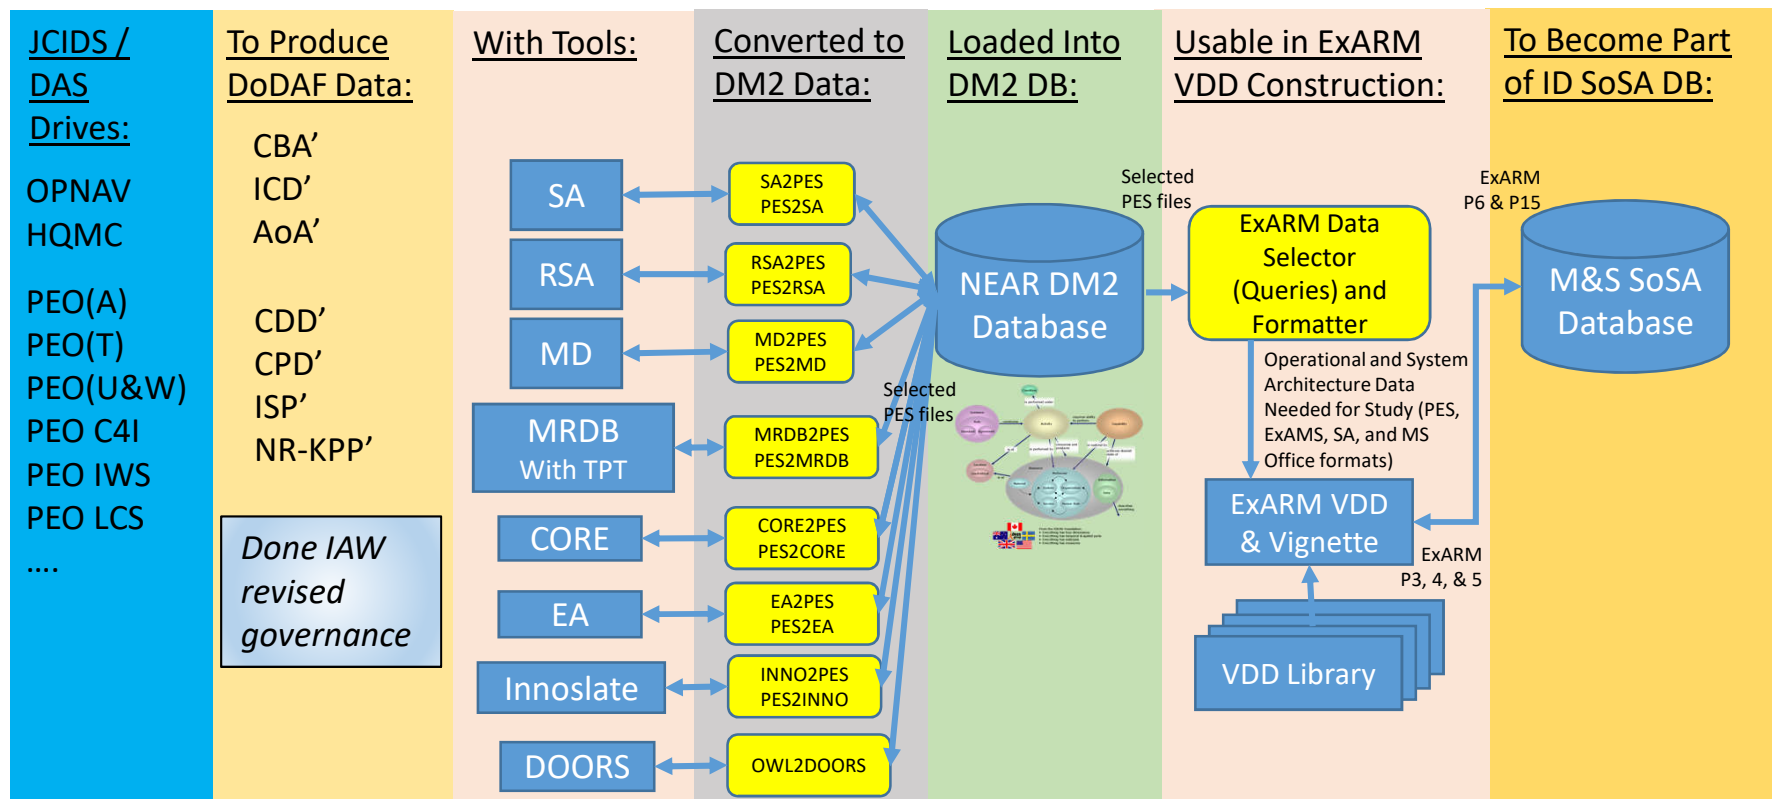 JCIDS /
DAS
Drives:
OPNAV
HQMC
PEO(A)
PEO(T)
PEO(U&W)
PEO C4I
PEO IWS
PEO LCS
….
To Produce
DoDAF Data:
CBA’
ICD’
AoA’
CDD’
CPD’
ISP’
NR-KPP’
Done IAW
revised
governance
With Tools:
SA
RSA
MD
MRDB
With TPT
CORE
EA
Innoslate
DOORS
Converted to
DM2 Data:
SA2PES
PES2SA
RSA2PES
PES2RSA
MD2PES
PES2MD
MRDB2PES
PES2MRDB
CORE2PES
PES2CORE
EA2PES
PES2EA
INNO2PES
PES2INNO
OWL2DOORS
Selected
PES files
Loaded Into
DM2 DB:
NEAR DM2
Database
Usable in ExARM
VDD Construction:
Selected
PES files
ExARM Data
Selector
(Queries) and
Formatter
Operational and System
Architecture Data
Needed for Study (PES,
ExAMS, SA, and MS
Office formats)
ExARM VDD
& Vignette
ExARM
P3, 4, & 5
VDD Library
To Become Part
of ID SoSA DB:
ExARM
P6 & P15
M&S SoSA
Database